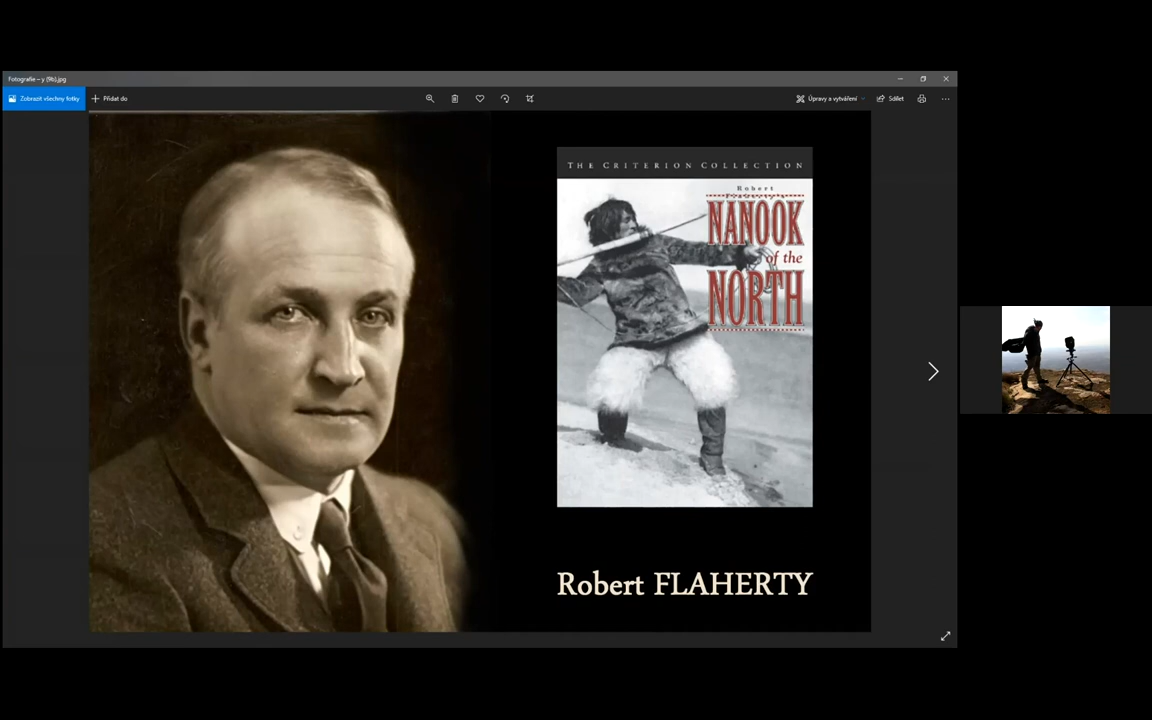 Fotografie – y (9b).jpg
Zobrazit všechny fotky
Přidat do
Úpravy a vytváření
Sdílet
THE CRITERION COLLECTION
Robert
NANOOK
of the
NORTH
Robert FLAHERTY